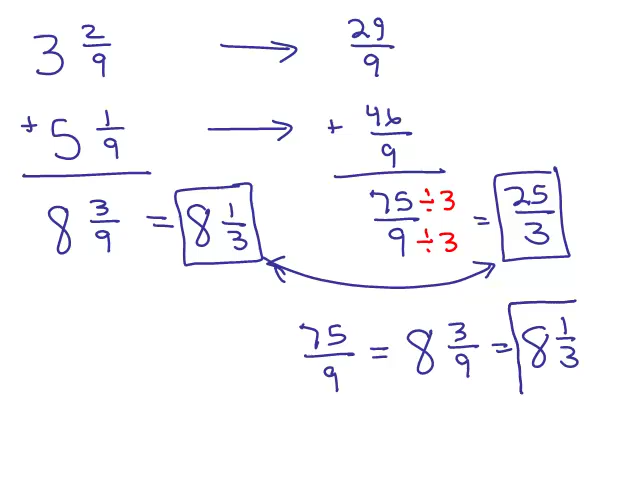 3 2/9 → 29/9
+ 5 1/9 → + 46/9
8 3/9 = 8 1/3
75/9 ÷3/÷3 = 25/3
75/9 = 8 3/9 = 8 1/3